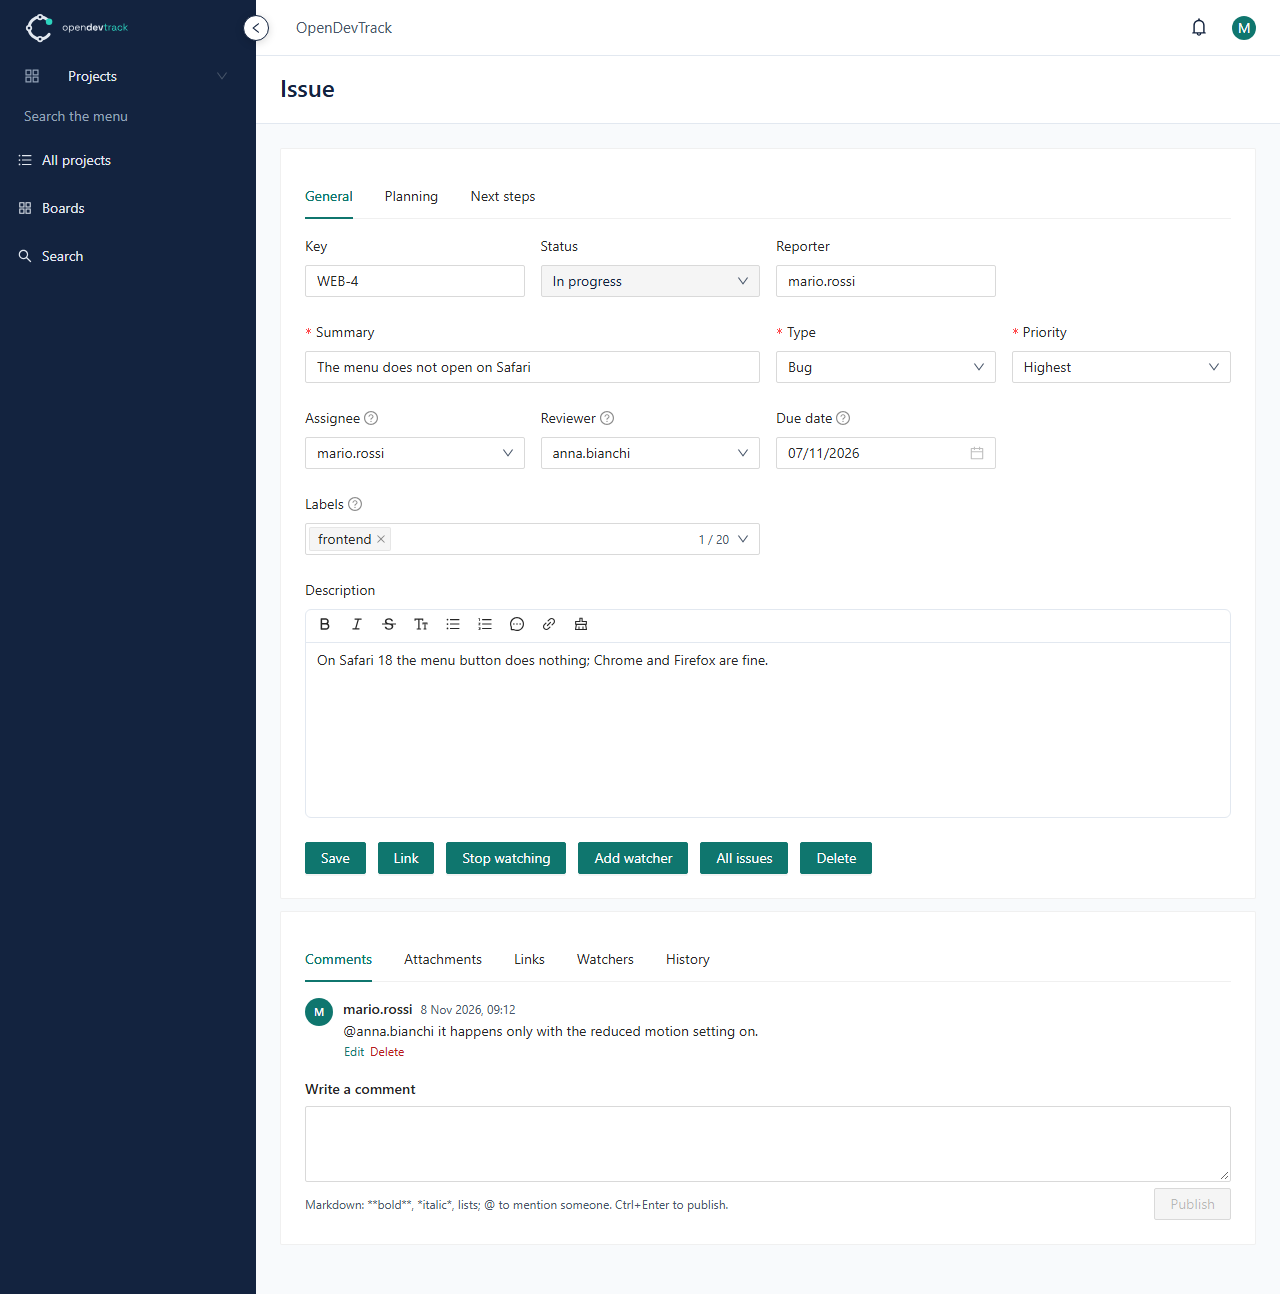 opendevtrack
OpenDevTrack
M
Projects
Search the menu
All projects
Boards
Search
Issue
General Planning Next steps
Key Status Reporter
WEB-4 In progress mario.rossi
* Summary * Type * Priority
The menu does not open on Safari Bug Highest
Assignee Reviewer Due date
mario.rossi anna.bianchi 07/11/2026
Labels
frontend 1 / 20
Description
On Safari 18 the menu button does nothing; Chrome and Firefox are fine.
Save Link Stop watching Add watcher All issues Delete
Comments Attachments Links Watchers History
M mario.rossi 8 Nov 2026, 09:12
@anna.bianchi it happens only with the reduced motion setting on.
Edit Delete
Write a comment
Markdown: **bold**, *italic*, lists; @ to mention someone. Ctrl+Enter to publish.
Publish